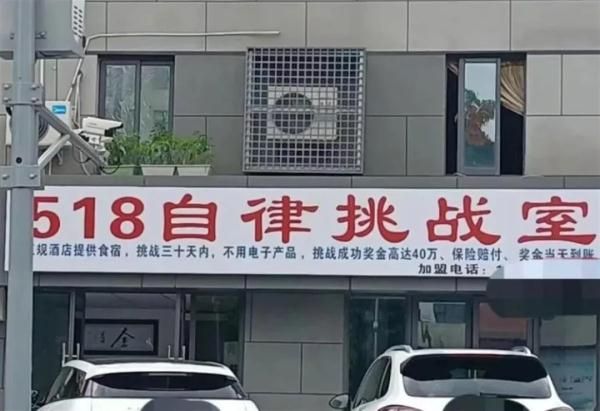 518自律挑战室
规酒店提供食宿，挑战三十天内，不用电子产品，挑战成功奖金高达40万、保险赔付、奖金当天到账
加盟电话：